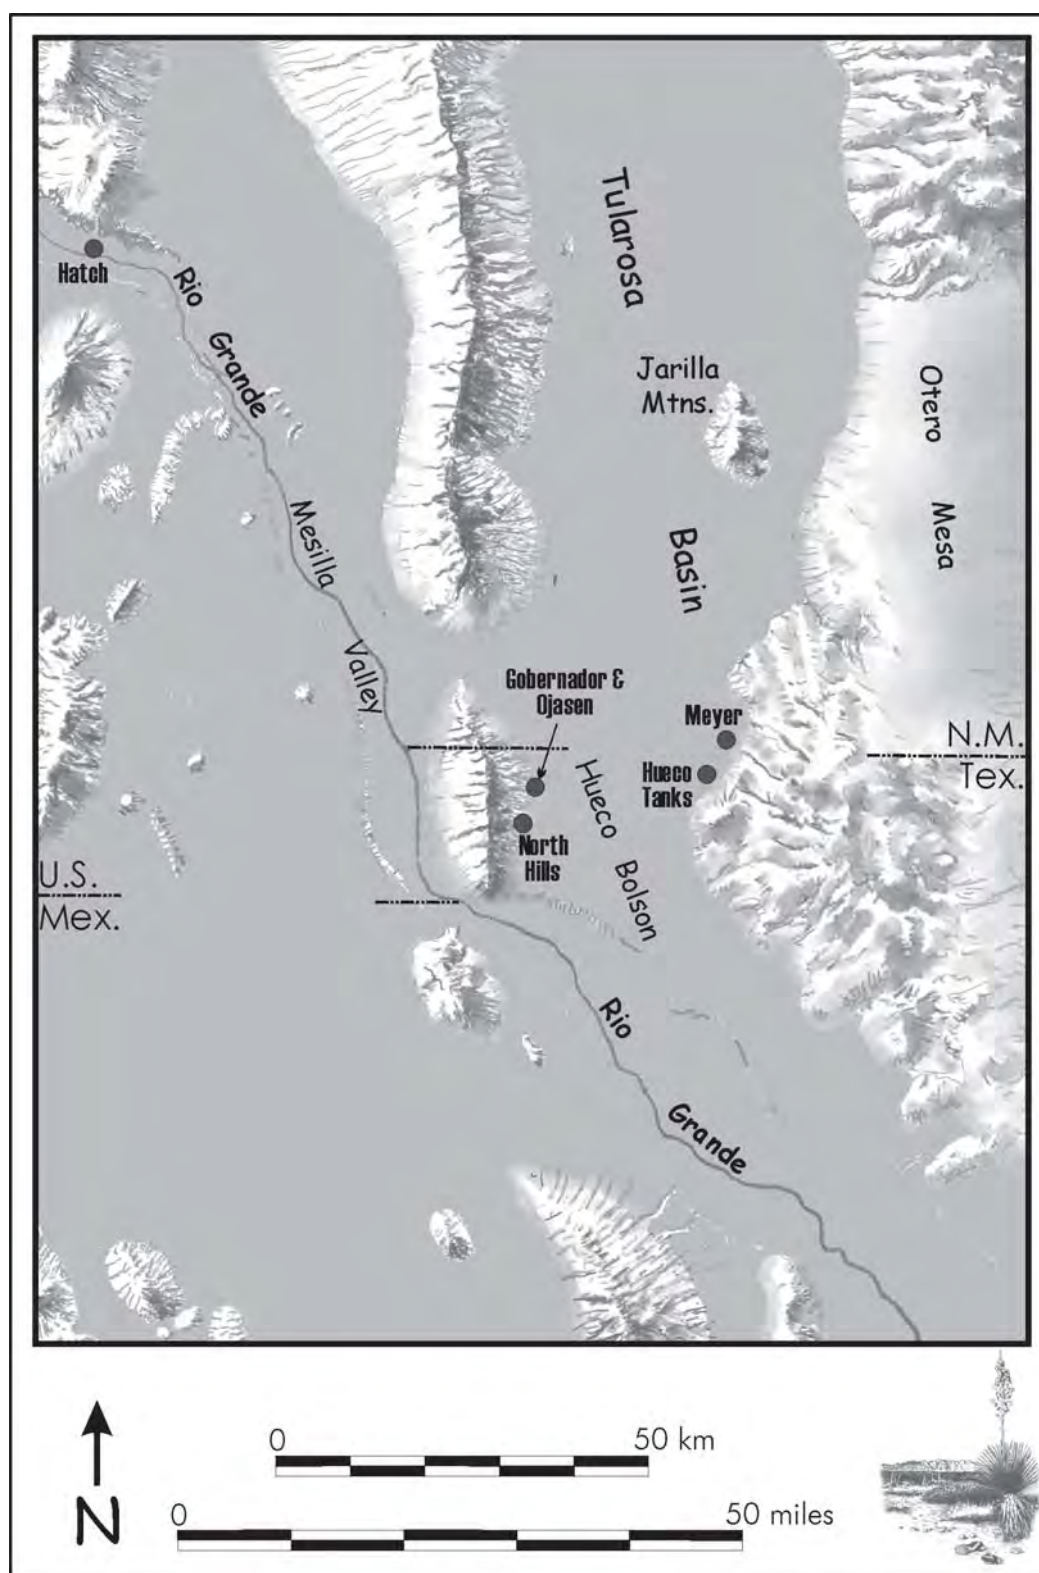 Tularosa
Hatch
Rio
Grande
Jarilla
Mtns.
Otero
Mesa
Mesilla
Basin
Valley
Gobernador &
Ojasen
Meyer
N.M.
Tex.
Hueco
Tanks
Hueco
Bolson
North
Hills
U.S.
Mex.
Rio
Grande
N
0 50 km
0 50 miles